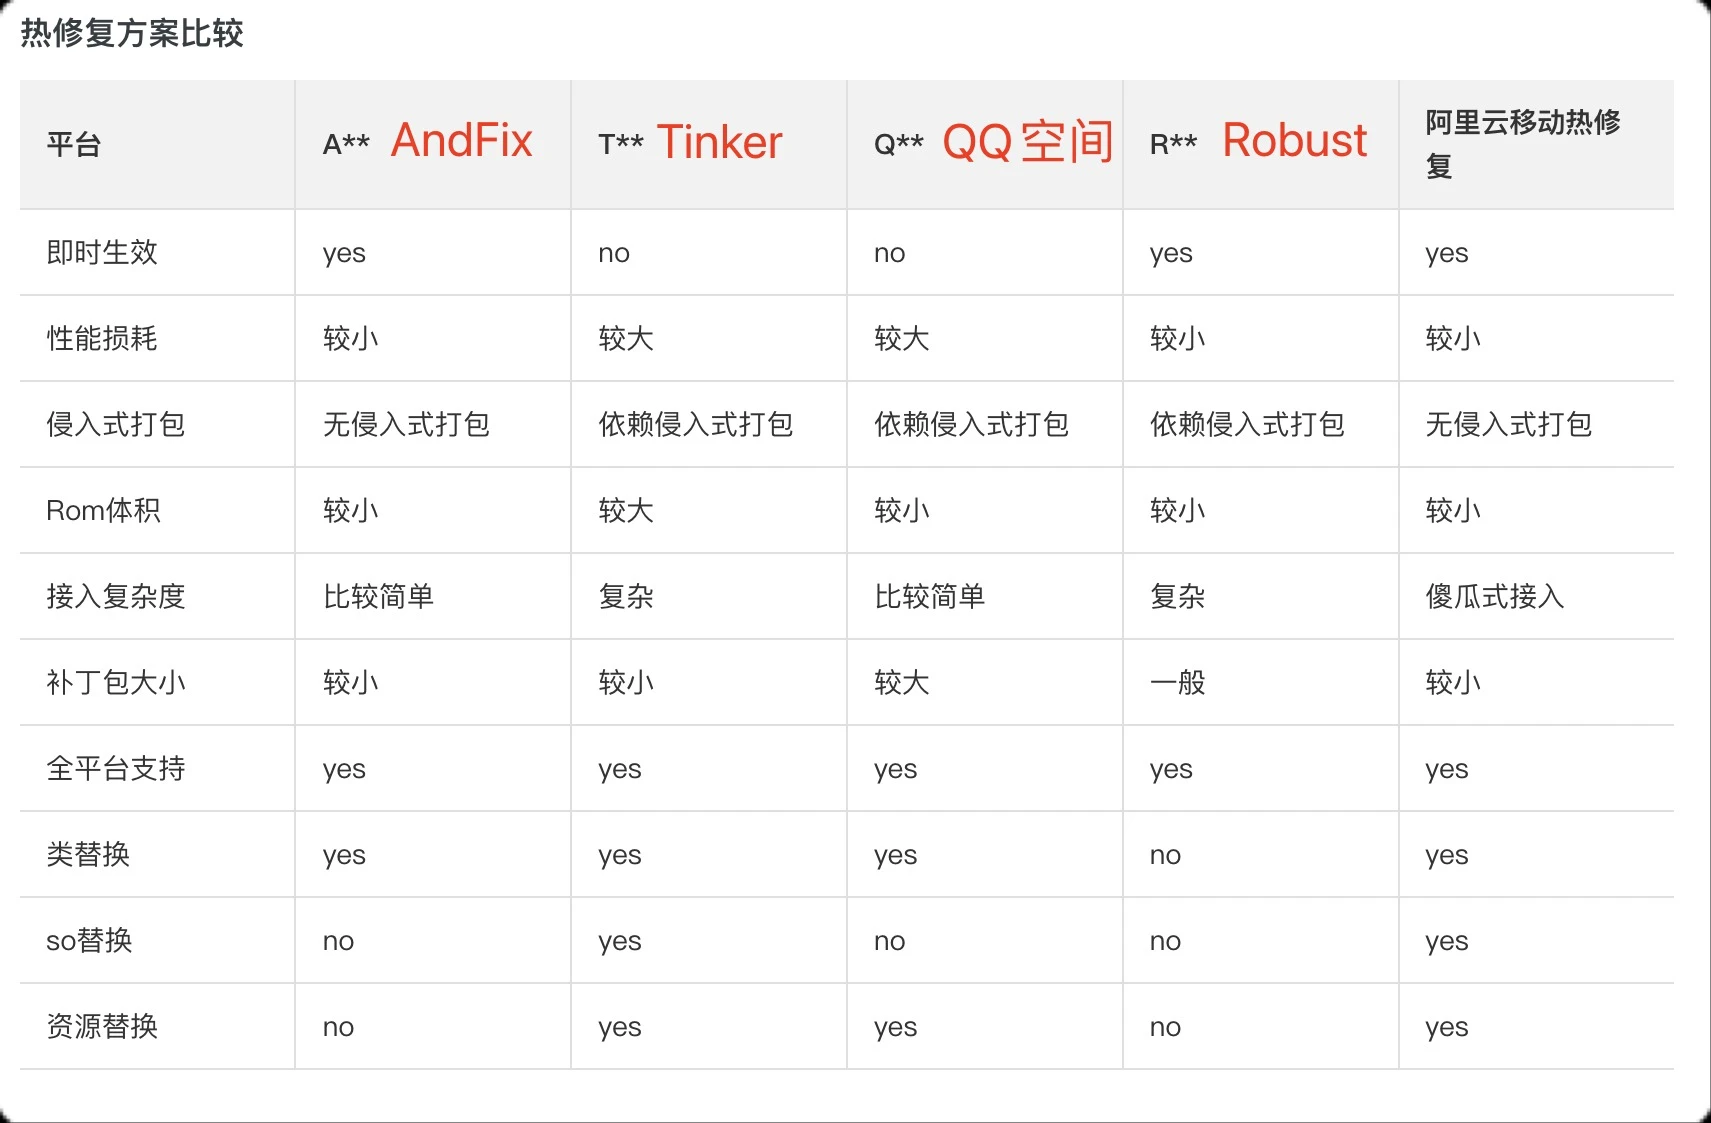 热修复方案比较
平台 A** AndFix T** Tinker Q** QQ空间 R** Robust 阿里云移动热修
复
即时生效 yes no no yes yes
性能损耗 较小 较大 较大 较小 较小
侵入式打包 无侵入式打包 依赖侵入式打包 依赖侵入式打包 依赖侵入式打包 无侵入式打包
Rom体积 较小 较大 较小 较小 较小
接入复杂度 比较简单 复杂 比较简单 复杂 傻瓜式接入
补丁包大小 较小 较小 较大 一般 较小
全平台支持 yes yes yes yes yes
类替换 yes yes yes no yes
so替换 no yes no no yes
资源替换 no yes yes no yes